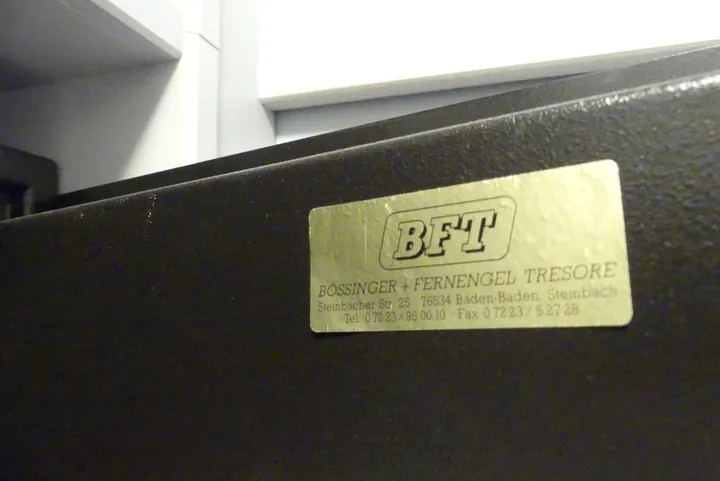 BFT
BÖSSINGER + FERNENGEL TRESORE
Steinbacher Str. 25 76534 Baden-Baden, Steinbach
Tel. 0 72 23 / 95 00 10 Fax 0 72 23 / 5 27 28